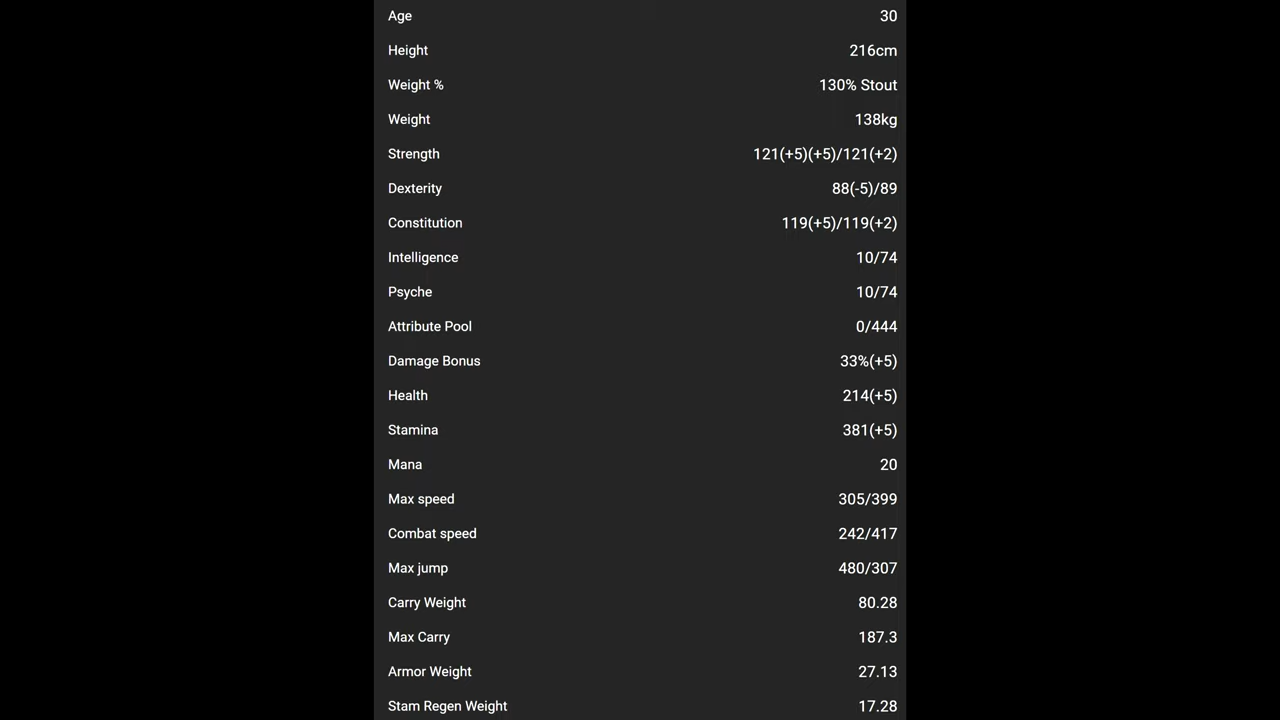 Age 30
Height 216cm
Weight % 130% Stout
Weight 138kg
Strength 121(+5)(+5)/121(+2)
Dexterity 88(-5)/89
Constitution 119(+5)/119(+2)
Intelligence 10/74
Psyche 10/74
Attribute Pool 0/444
Damage Bonus 33%(+5)
Health 214(+5)
Stamina 381(+5)
Mana 20
Max speed 305/399
Combat speed 242/417
Max jump 480/307
Carry Weight 80.28
Max Carry 187.3
Armor Weight 27.13
Stam Regen Weight 17.28